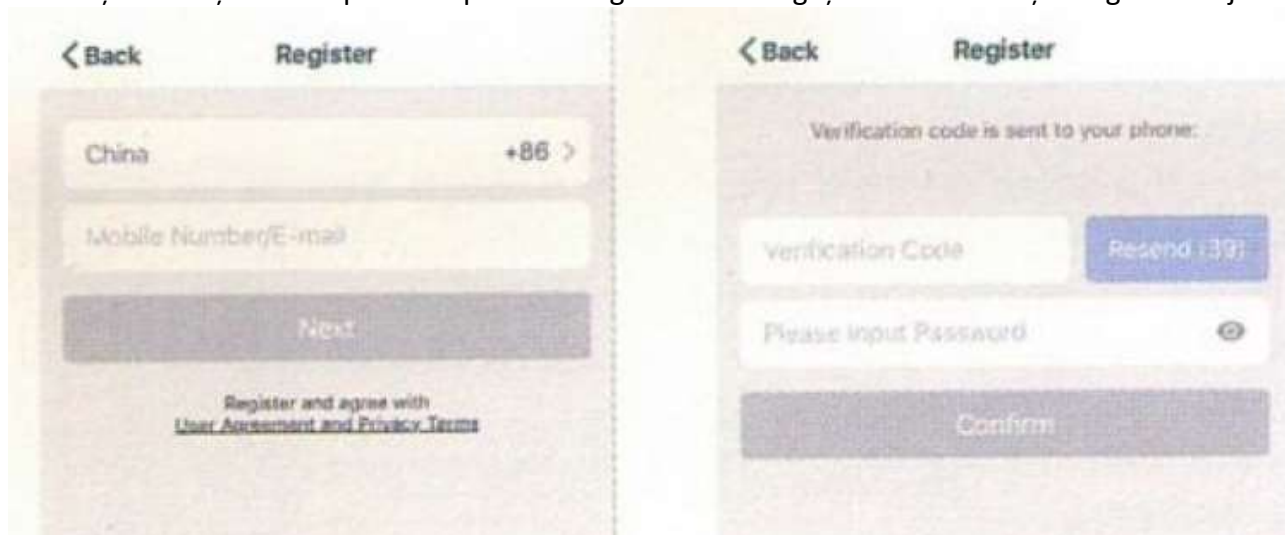 Back Register
China +86
Mobile Number/E-mail
Next
Register and agree with
User Agreement and Privacy Terms
Back Register
Verification code is sent to your phone:
Verification Code Resend (39)
Please Input Password
Confirm